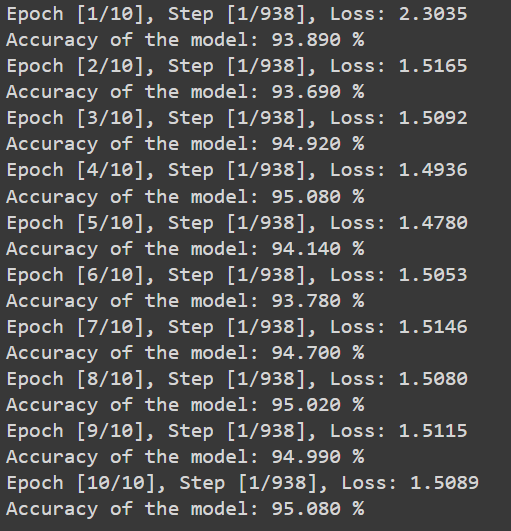 Epoch [1/10], Step [1/938], Loss: 2.3035
Accuracy of the model: 93.890 %
Epoch [2/10], Step [1/938], Loss: 1.5165
Accuracy of the model: 93.690 %
Epoch [3/10], Step [1/938], Loss: 1.5092
Accuracy of the model: 94.920 %
Epoch [4/10], Step [1/938], Loss: 1.4936
Accuracy of the model: 95.080 %
Epoch [5/10], Step [1/938], Loss: 1.4780
Accuracy of the model: 94.140 %
Epoch [6/10], Step [1/938], Loss: 1.5053
Accuracy of the model: 93.780 %
Epoch [7/10], Step [1/938], Loss: 1.5146
Accuracy of the model: 94.700 %
Epoch [8/10], Step [1/938], Loss: 1.5080
Accuracy of the model: 95.020 %
Epoch [9/10], Step [1/938], Loss: 1.5115
Accuracy of the model: 94.990 %
Epoch [10/10], Step [1/938], Loss: 1.5089
Accuracy of the model: 95.080 %